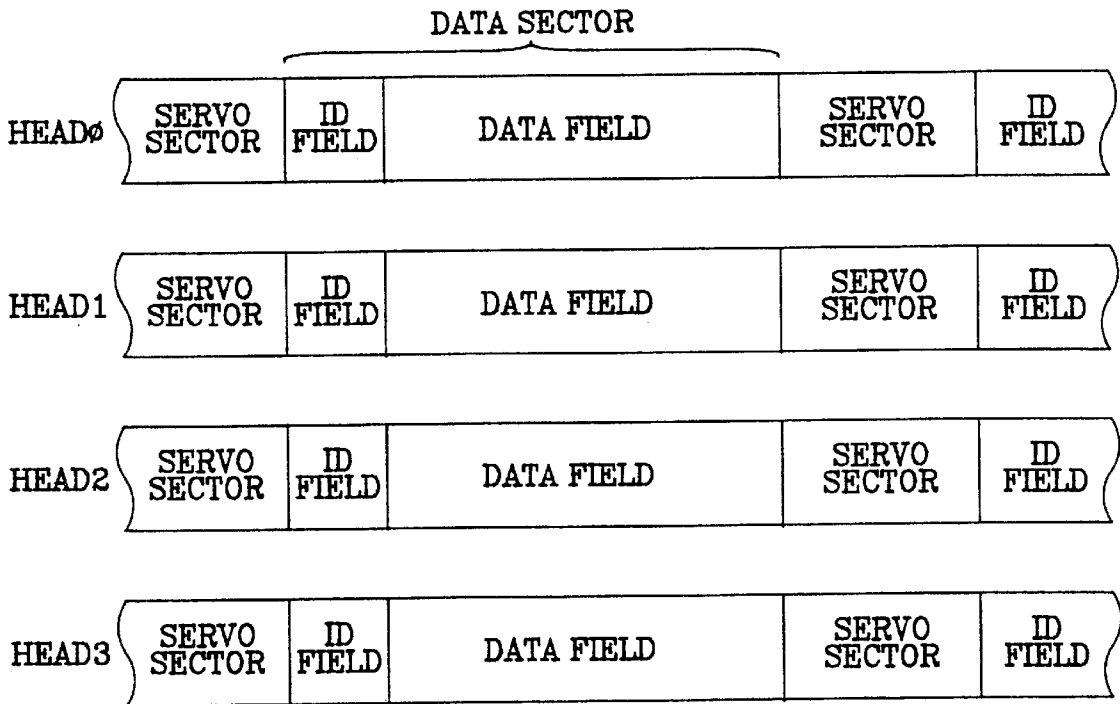 DATA SECTOR
HEADØ SERVO SECTOR ID FIELD DATA FIELD SERVO SECTOR ID FIELD
HEAD1 SERVO SECTOR ID FIELD DATA FIELD SERVO SECTOR ID FIELD
HEAD2 SERVO SECTOR ID FIELD DATA FIELD SERVO SECTOR ID FIELD
HEAD3 SERVO SECTOR ID FIELD DATA FIELD SERVO SECTOR ID FIELD